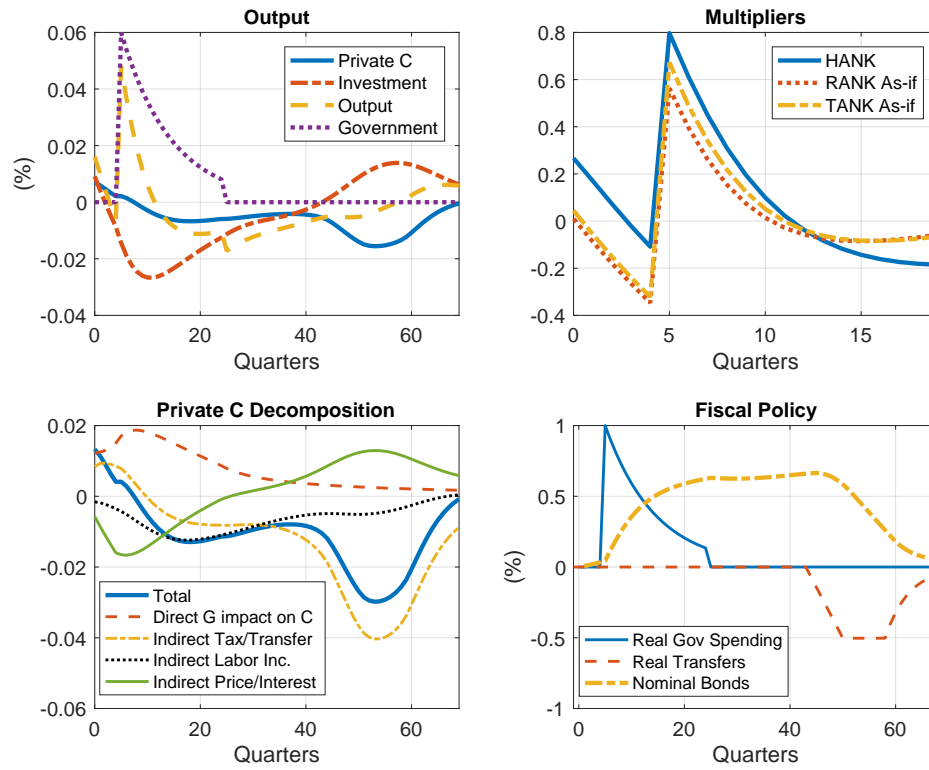 Output
0.06
0.04
0.02
0
-0.02
-0.04
(%)
Private C
Investment
Output
Government
0
20
40
60
Quarters
Multipliers
0.8
0.6
0.4
0.2
0
-0.2
-0.4
HANK
RANK As-if
TANK As-if
0
5
10
15
Quarters
Private C Decomposition
0.02
0
-0.02
-0.04
-0.06
Total
Direct G impact on C
Indirect Tax/Transfer
Indirect Labor Inc.
Indirect Price/Interest
0
20
40
60
Quarters
Fiscal Policy
1
0.5
0
-0.5
-1
(%)
Real Gov Spending
Real Transfers
Nominal Bonds
0
20
40
60
Quarters